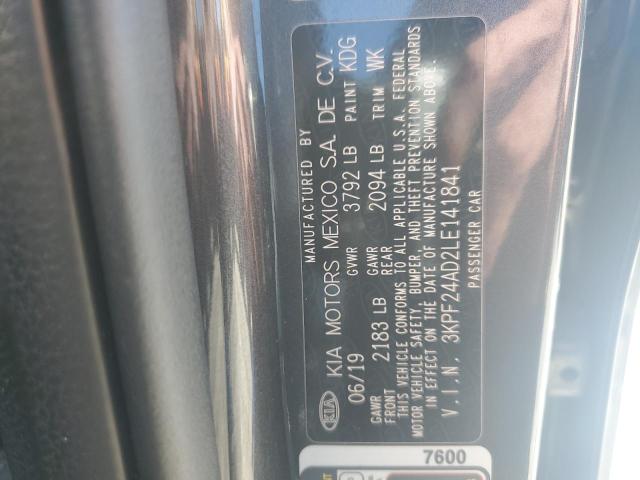 MANUFACTURED BY
KIA KIA MOTORS MEXICO S.A. DE C.V.
06/19 GVWR 3792 LB PAINT KDG
GAWR FRONT 2183 LB GAWR REAR 2094 LB TRIM WK
THIS VEHICLE CONFORMS TO ALL APPLICABLE U.S.A. FEDERAL
MOTOR VEHICLE SAFETY, BUMPER, AND THEFT PREVENTION STANDARDS
IN EFFECT ON THE DATE OF MANUFACTURE SHOWN ABOVE.
V.I.N. 3KPF24AD2LE141841
PASSENGER CAR
7600